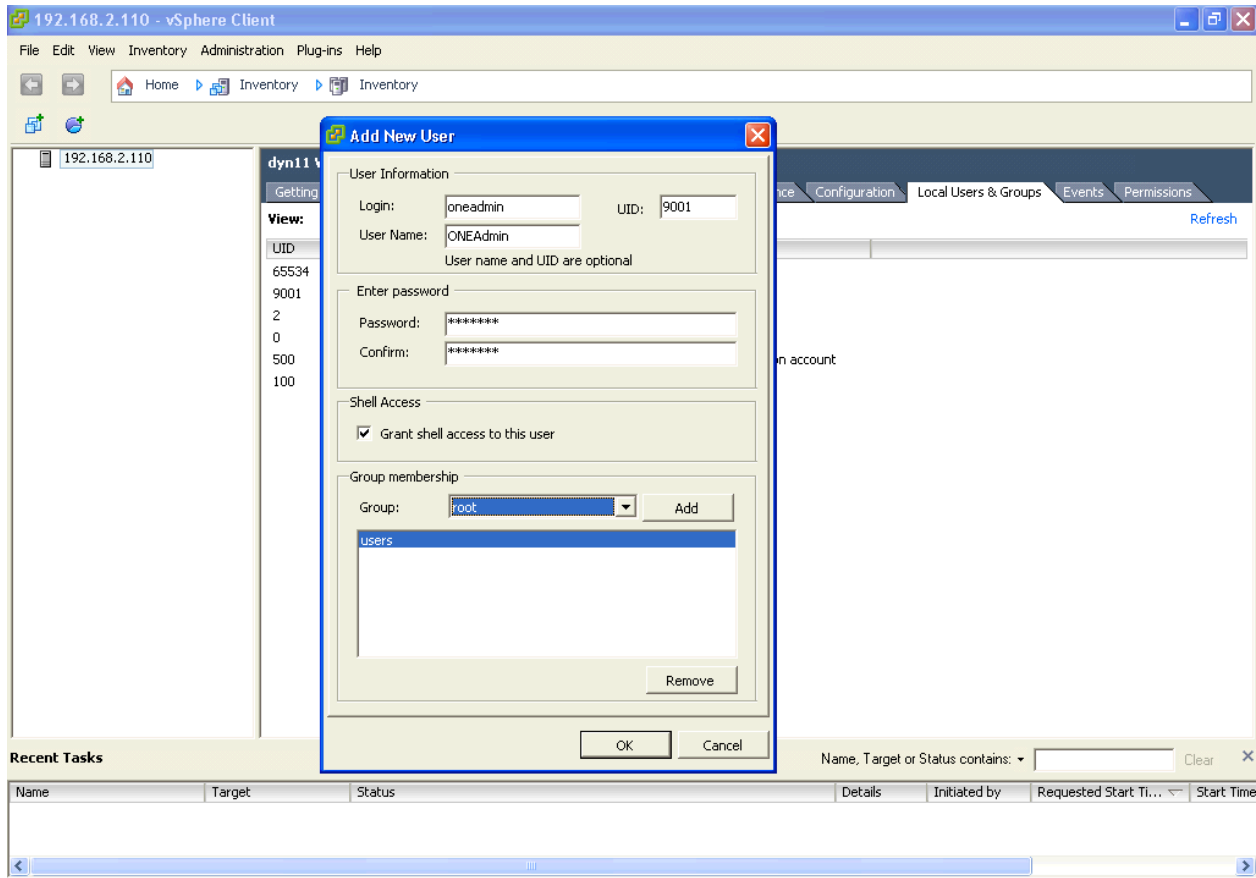 192.168.2.110 - vSphere Client
File Edit View Inventory Administration Plug-ins Help
Home Inventory Inventory
192.168.2.110
dyn11
Getting Configuration Local Users & Groups Events Permissions
View: Refresh
UID
65534
9001
2
0
500 on account
100
Add New User
User Information
Login: oneadmin UID: 9001
User Name: ONEAdmin
User name and UID are optional
Enter password
Password: *******
Confirm: *******
Shell Access
Grant shell access to this user
Group membership
Group: root Add
users
Remove
OK Cancel
Recent Tasks Name, Target or Status contains: Clear
Name Target Status Details Initiated by Requested Start Ti... Start Time